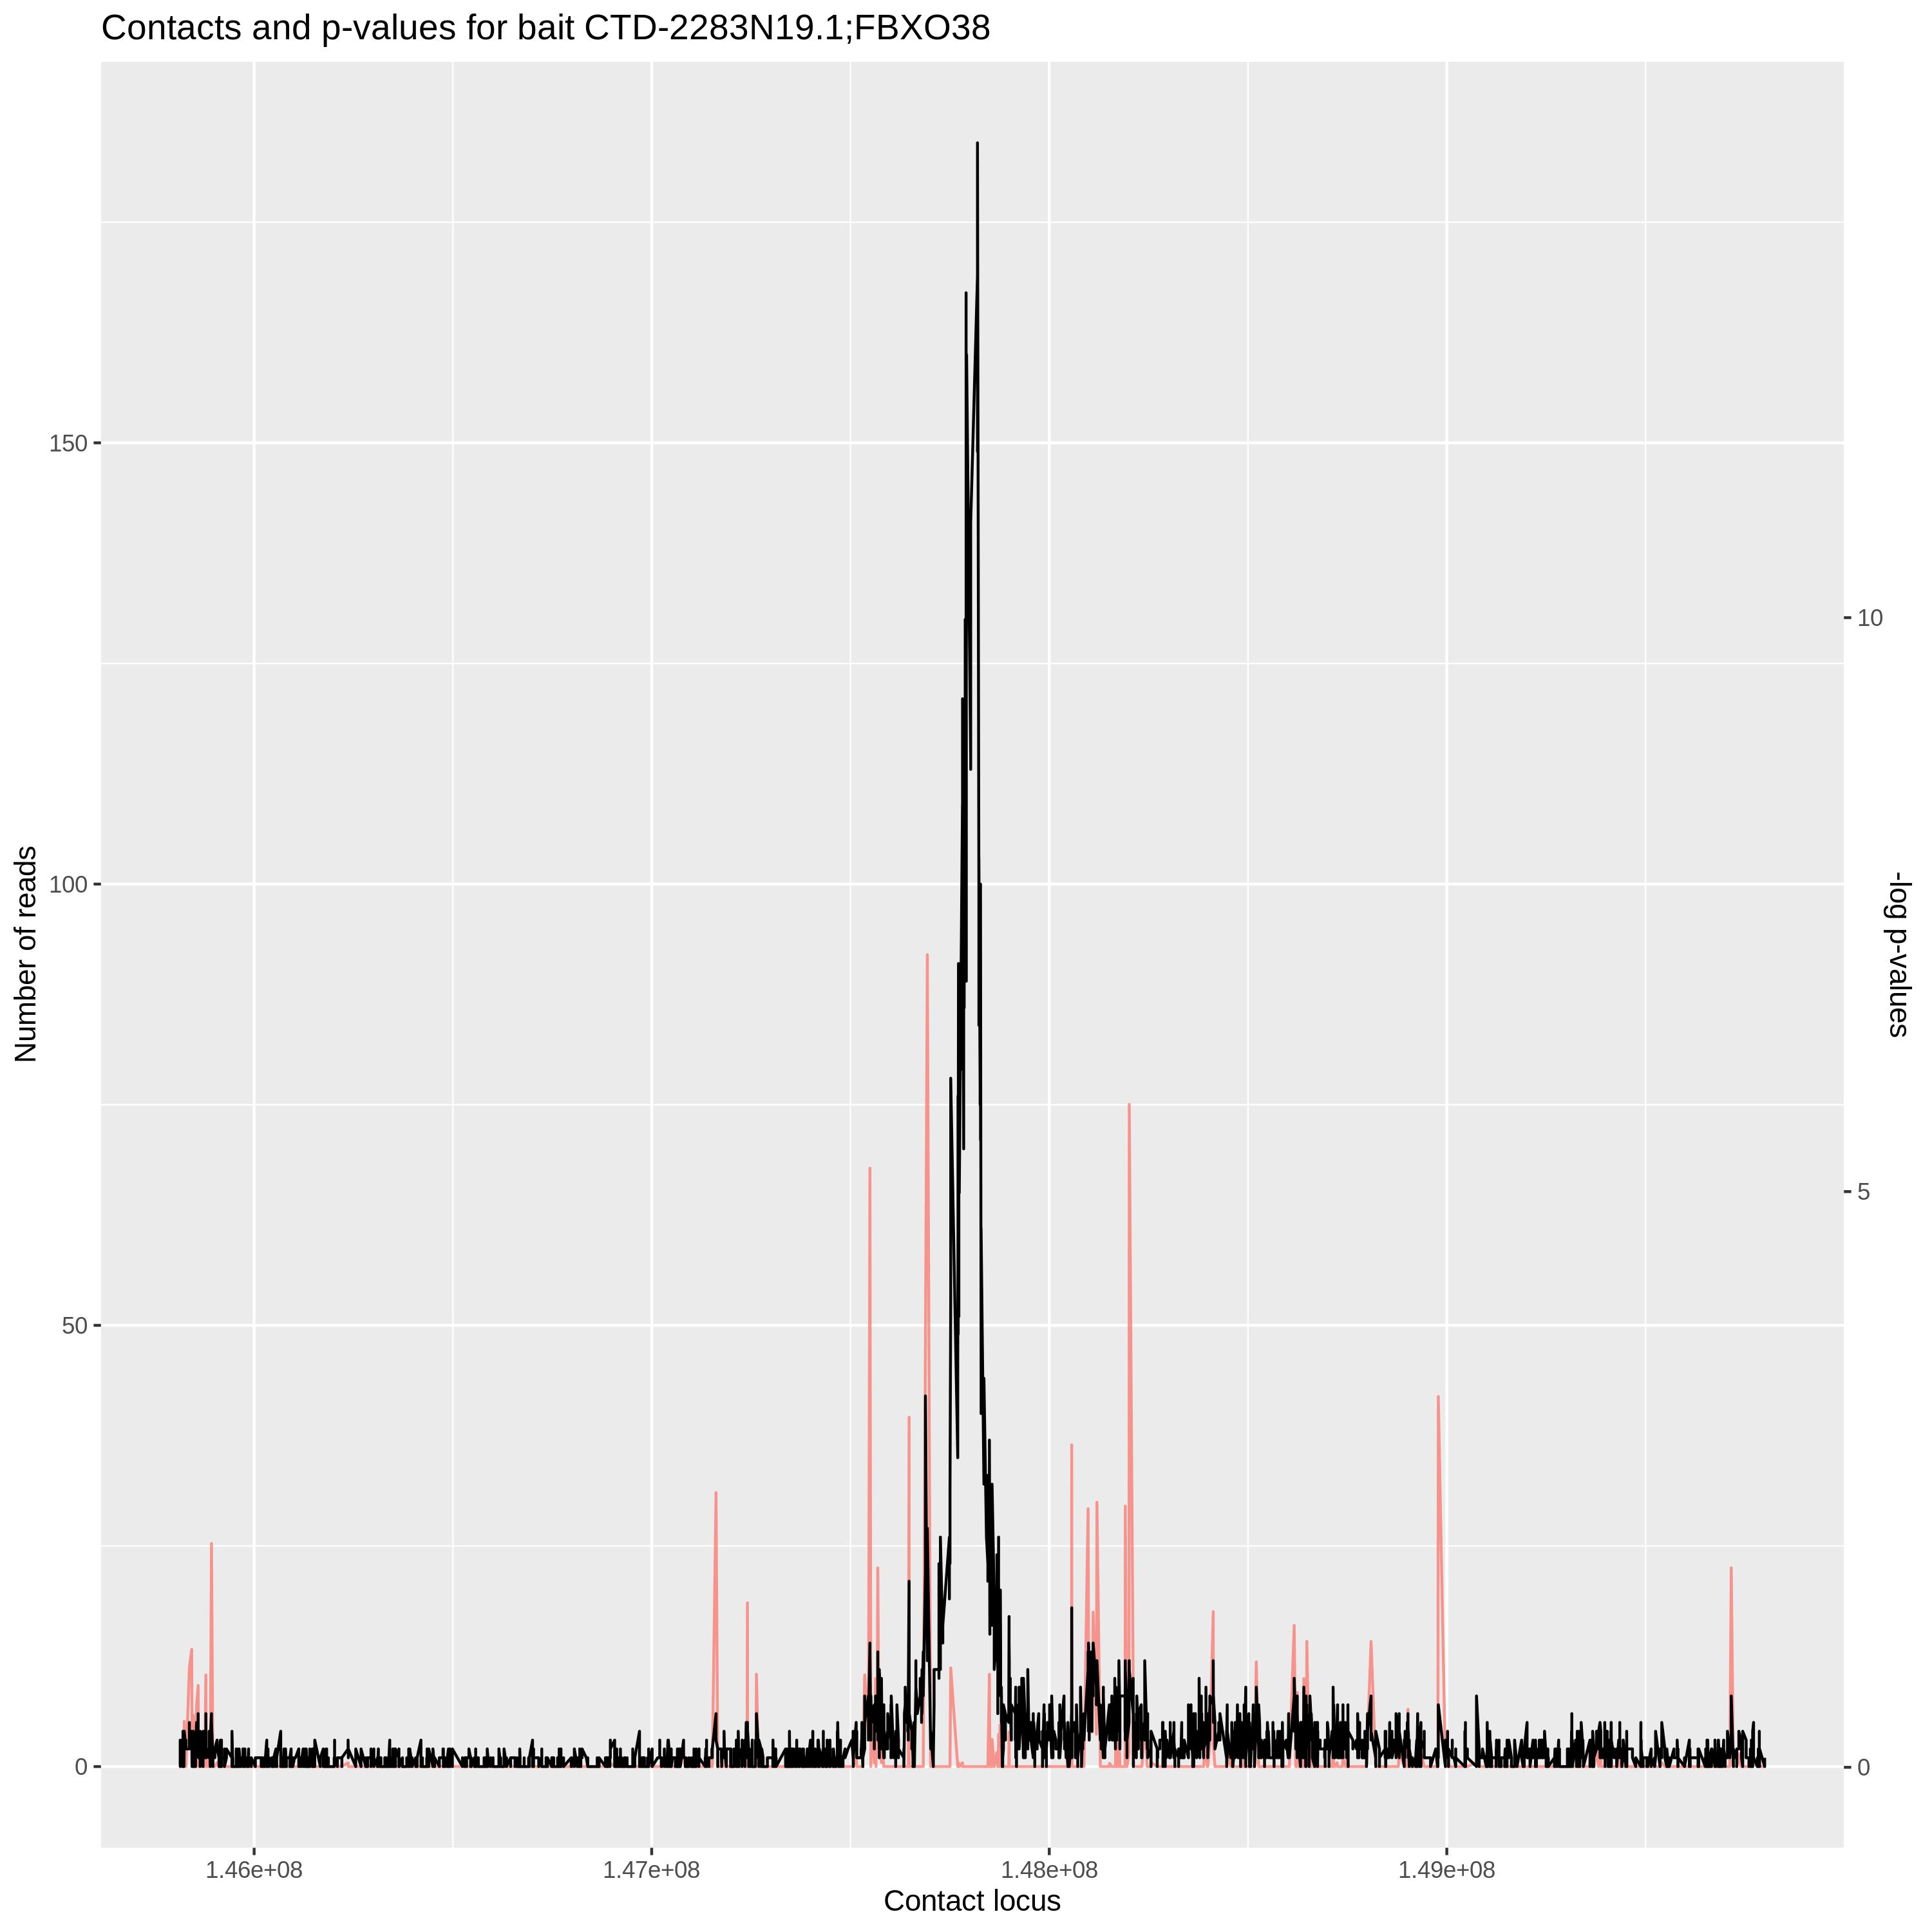 Contacts and p-values for bait CTD-2283N19.1;FBXO38
150
100
50
0
Number of reads
10
5
0
-log p-values
1.46e+08
1.47e+08
1.48e+08
1.49e+08
Contact locus